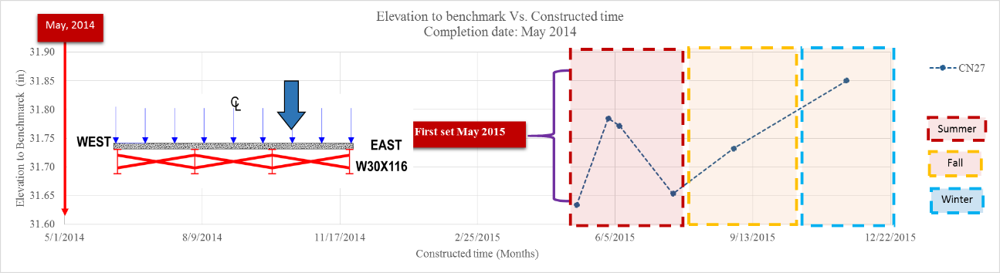 Elevation to benchmark Vs. Constructed time
Completion date: May 2014
May, 2014
Elevation to Benchmarck (in)
31.90
31.85
31.80
31.75
31.70
31.65
31.60
℄
WEST
EAST
W30X116
First set May 2015
CN27
Summer
Fall
Winter
5/1/2014
8/9/2014
11/17/2014
2/25/2015
6/5/2015
9/13/2015
12/22/2015
Constructed time (Months)